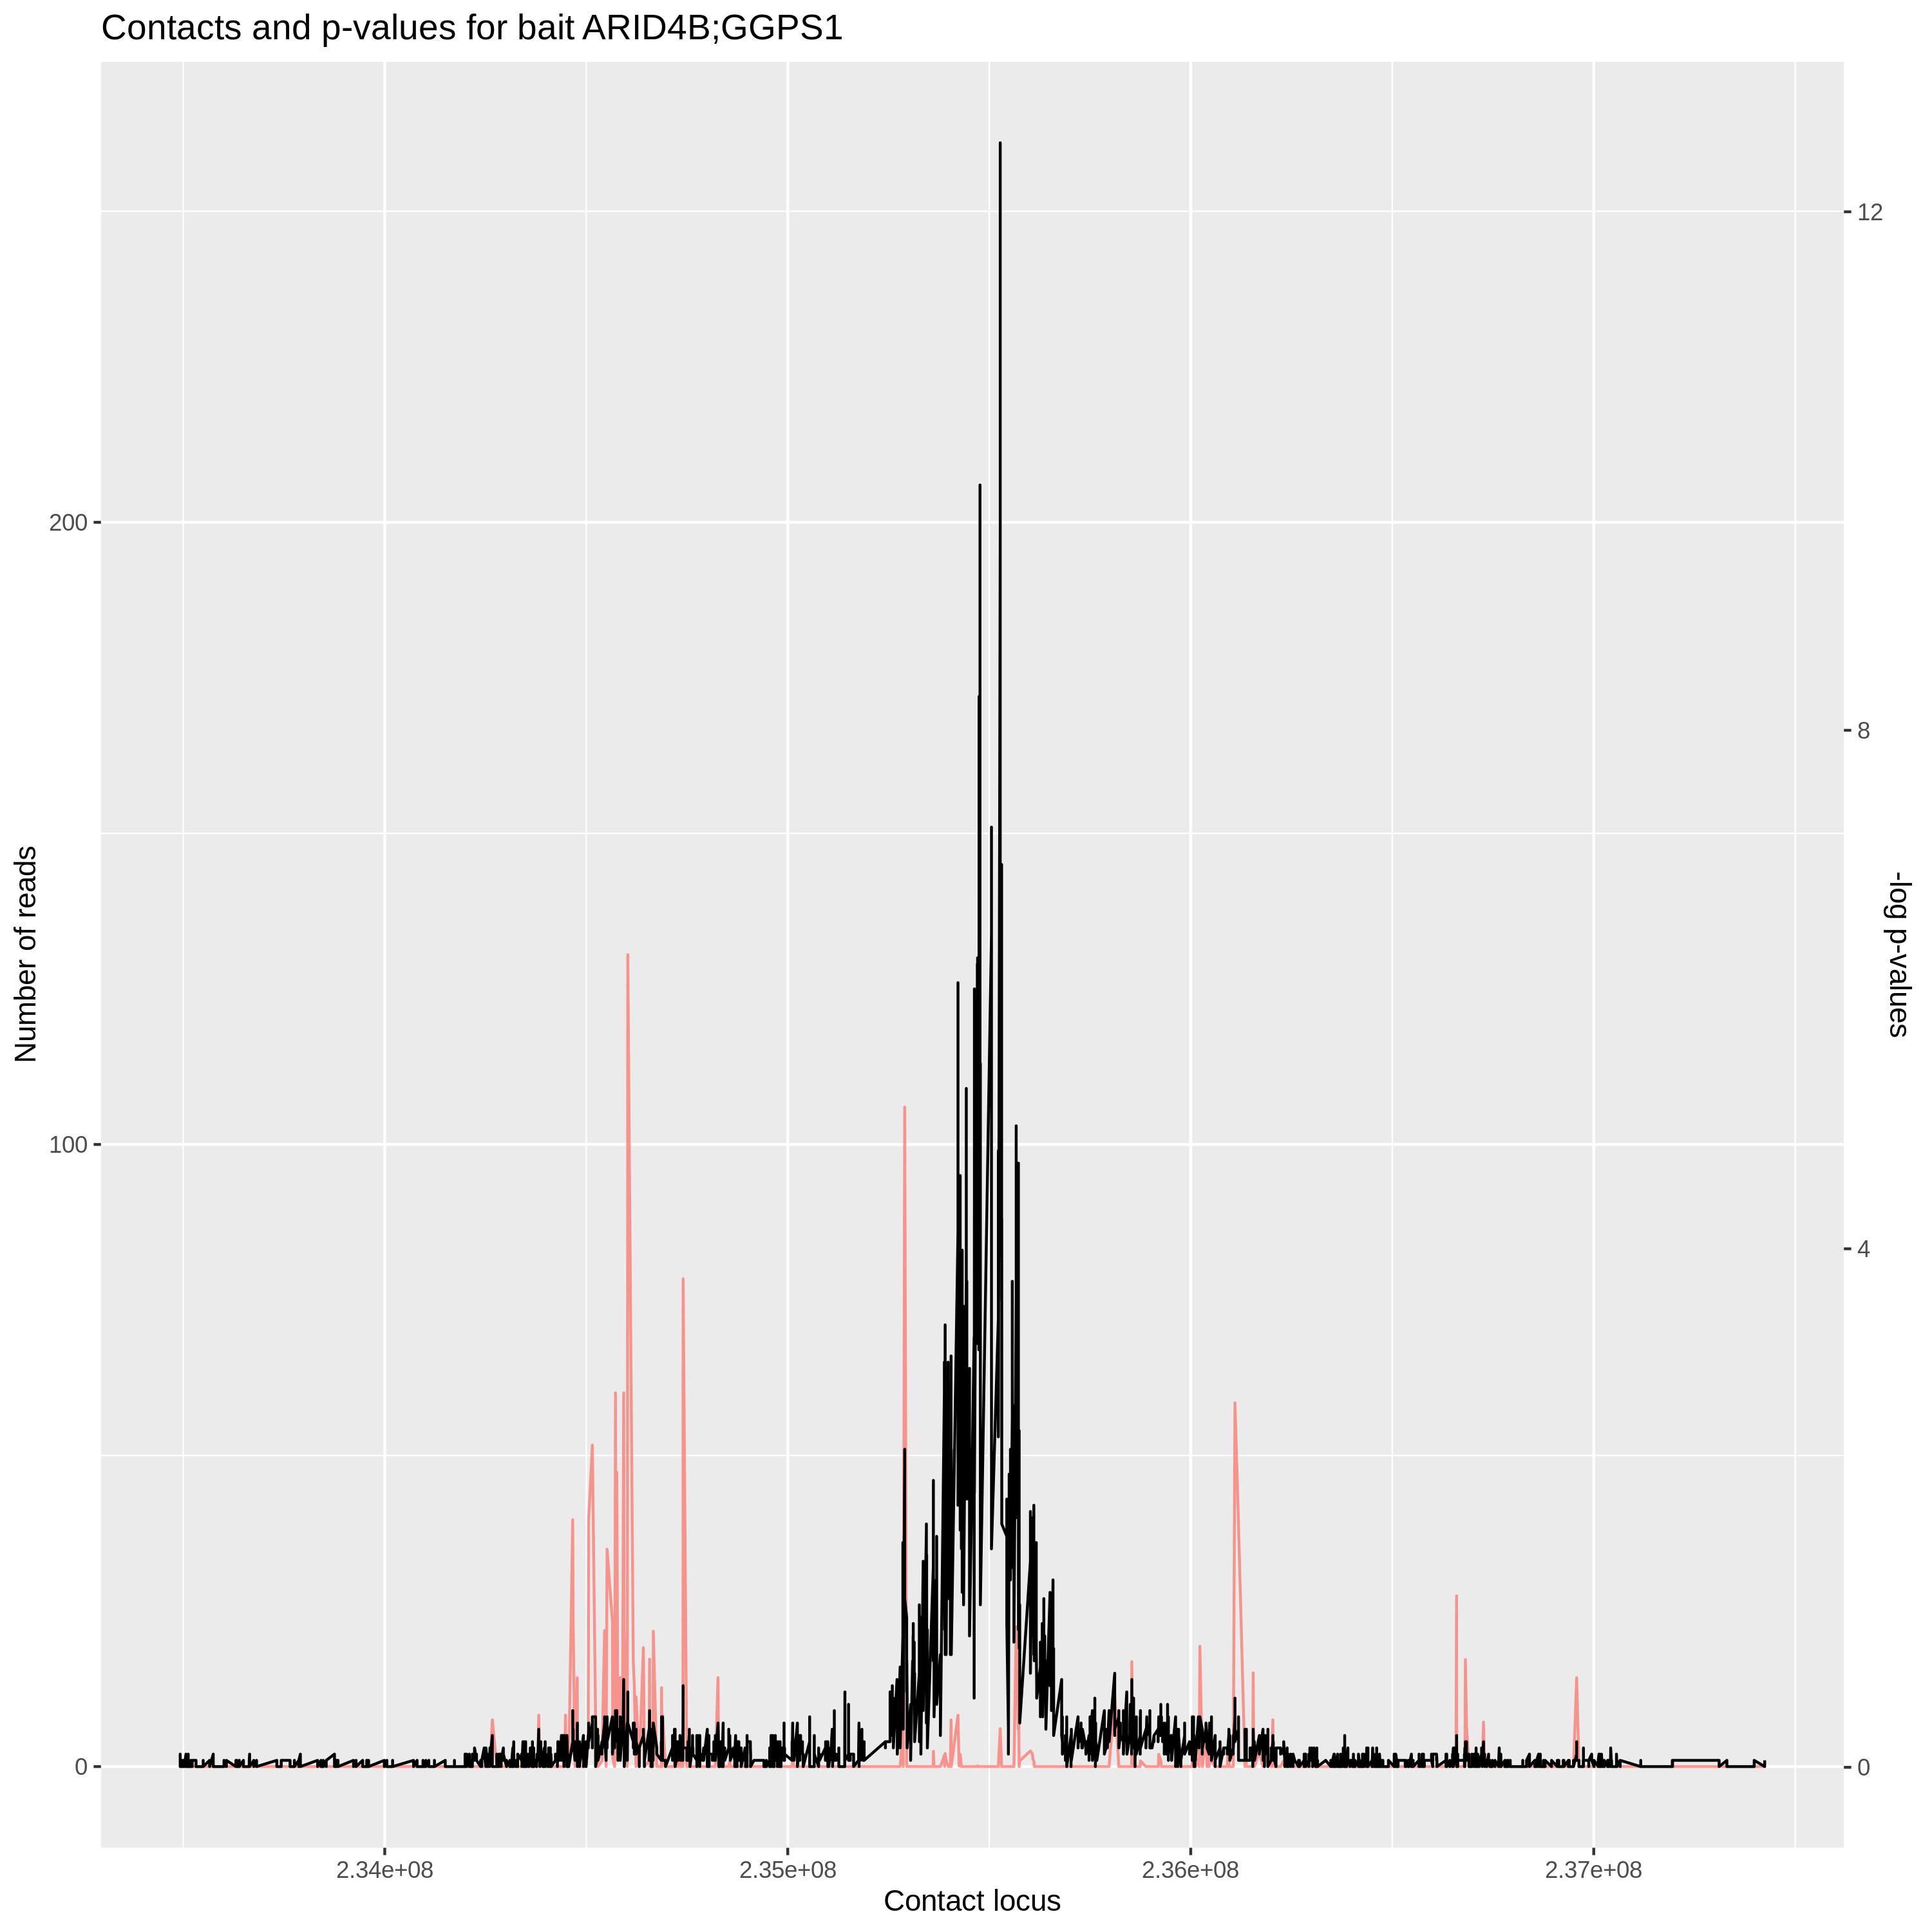 Contacts and p-values for bait ARID4B;GGPS1
12
200
8
Number of reads
-log p-values
100
4
0
0
2.34e+08
2.35e+08
2.36e+08
2.37e+08
Contact locus